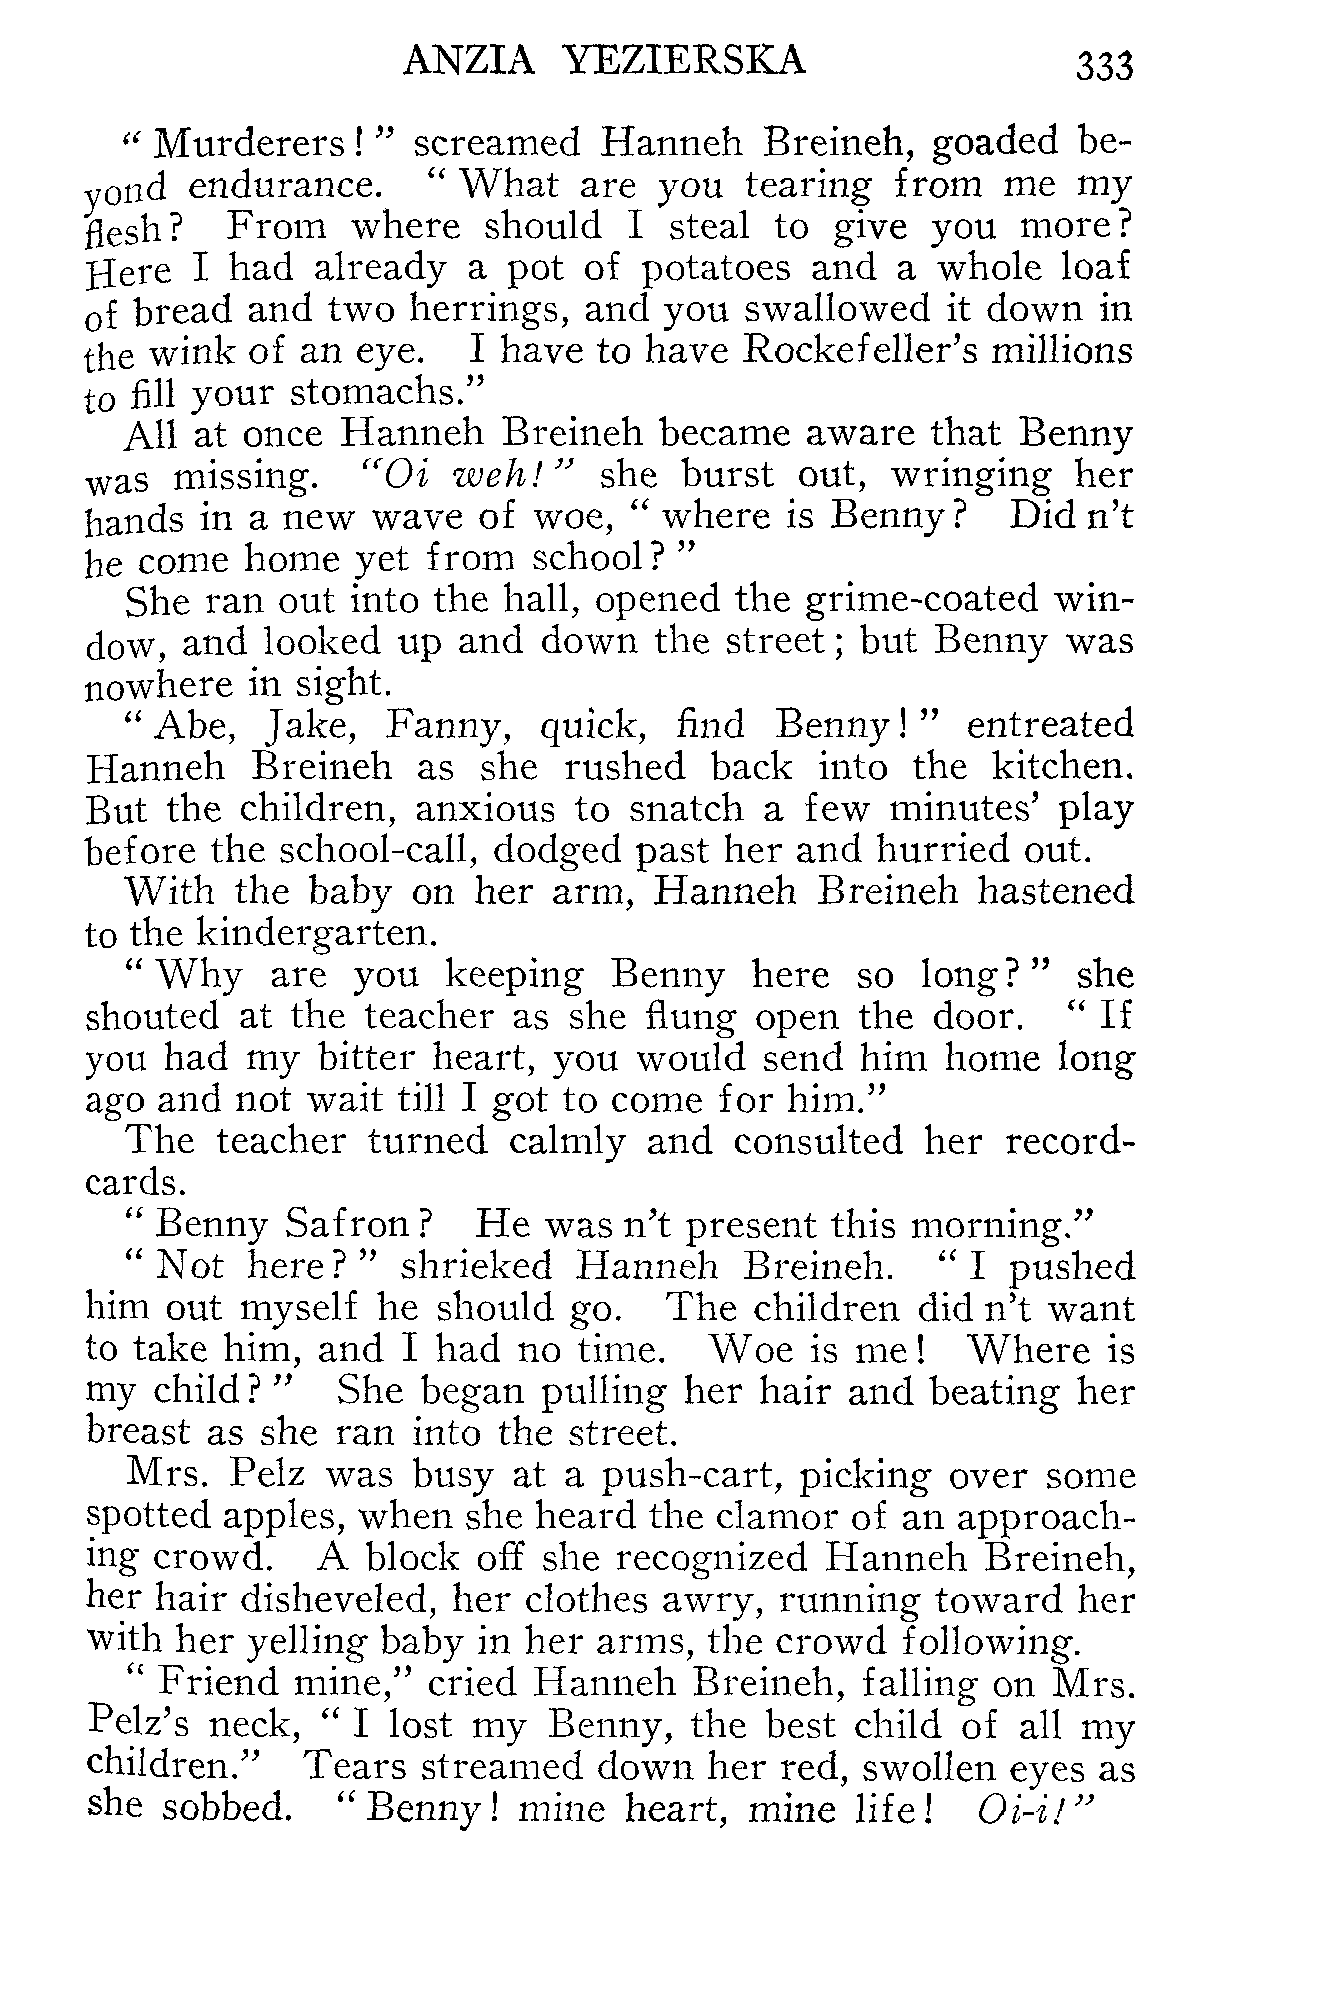 ANZIA YEZIERSKA 333
" Murderers ! " screamed Hanneh Breineh, goaded be-
yond endurance. " What are you tearing from me my
flesh? From where should I steal to give you more?
Here I had already a pot of potatoes and a whole loaf
of bread and two herrings, and you swallowed it down in
the wink of an eye. I have to have Rockefeller's millions
to fill your stomachs."
All at once Hanneh Breineh became aware that Benny
was missing. "Oi weh! " she burst out, wringing her
hands in a new wave of woe, " where is Benny? Did n't
he come home yet from school? "
She ran out into the hall, opened the grime-coated win-
dow, and looked up and down the street ; but Benny was
nowhere in sight.
" Abe, Jake, Fanny, quick, find Benny! " entreated
Hanneh Breineh as she rushed back into the kitchen.
But the children, anxious to snatch a few minutes' play
before the school-call, dodged past her and hurried out.
With the baby on her arm, Hanneh Breineh hastened
to the kindergarten.
" Why are you keeping Benny here so long? " she
shouted at the teacher as she flung open the door. " If
you had my bitter heart, you would send him home long
ago and not wait till I got to come for him."
The teacher turned calmly and consulted her record-
cards.
" Benny Safron? He was n't present this morning."
" Not here? " shrieked Hanneh Breineh. " I pushed
him out myself he should go. The children did n't want
to take him, and I had no time. Woe is me! Where is
my child? " She began pulling her hair and beating her
breast as she ran into the street.
Mrs. Pelz was busy at a push-cart, picking over some
spotted apples, when she heard the clamor of an approach-
ing crowd. A block off she recognized Hanneh Breineh,
her hair disheveled, her clothes awry, running toward her
with her yelling baby in her arms, the crowd following.
" Friend mine," cried Hanneh Breineh, falling on Mrs.
Pelz's neck, " I lost my Benny, the best child of all my
children." Tears streamed down her red, swollen eyes as
she sobbed. " Benny! mine heart, mine life! Oi-i!"